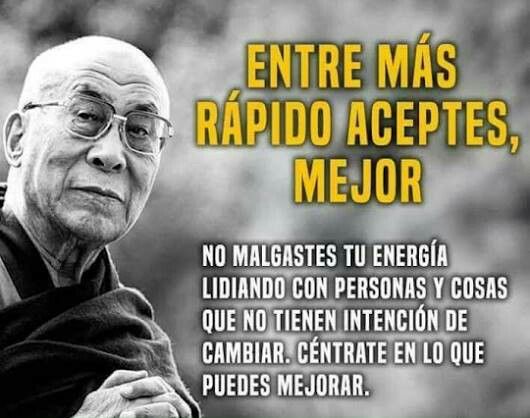 ENTRE MÁS
RÁPIDO ACEPTES,
MEJOR
NO MALGASTES TU ENERGÍA
LIDIANDO CON PERSONAS Y COSAS
QUE NO TIENEN INTENCIÓN DE
CAMBIAR. CÉNTRATE EN LO QUE
PUEDES MEJORAR.